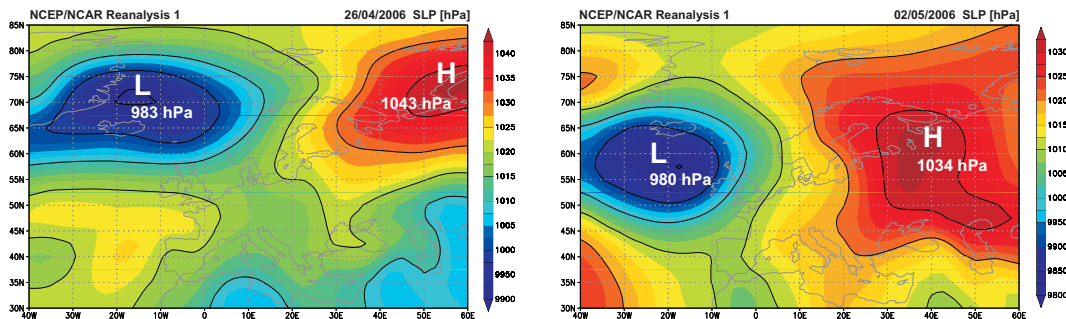 NCEP/NCAR Reanalysis 1 26/04/2006 SLP [hPa]
85N
80N
75N
70N
65N
60N
55N
50N
45N
40N
35N
30N
L
983 hPa
H
1043 hPa
40W 30W 20W 10W 0 10E 20E 30E 40E 50E 60E
1040
1035
1030
1025
1020
1015
1010
1005
1000
9950
9900
NCEP/NCAR Reanalysis 1 02/05/2006 SLP [hPa]
85N
80N
75N
70N
65N
60N
55N
50N
45N
40N
35N
30N
L
980 hPa
H
1034 hPa
40W 30W 20W 10W 0 10E 20E 30E 40E 50E 60E
1030
1025
1020
1015
1010
1005
1000
9950
9900
9850
9800